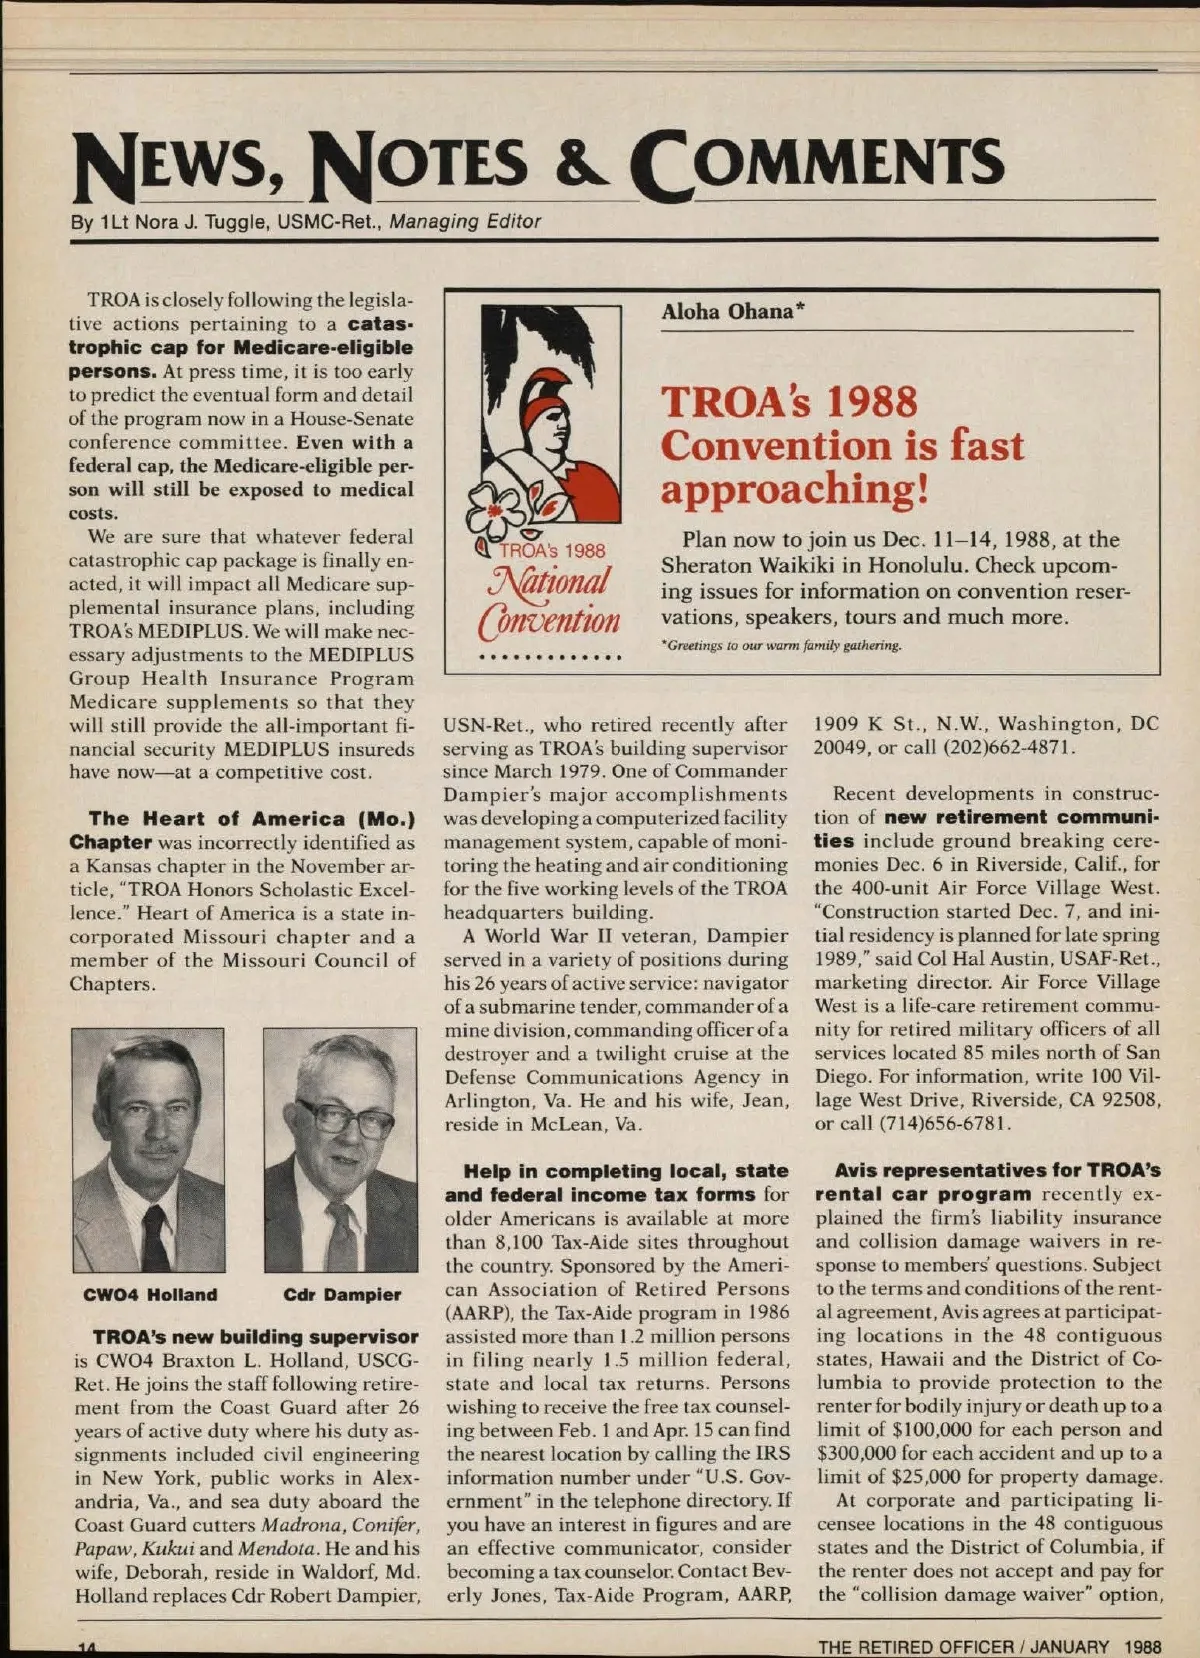 NEWS, NOTES & COMMENTS
By 1Lt Nora J. Tuggle, USMC-Ret., Managing Editor
TROA is closely following the legisla-
tive actions pertaining to a catas-
trophic cap for Medicare-eligible
persons. At press time, it is too early
to predict the eventual form and detail
of the program now in a House-Senate
conference committee. Even with a
federal cap, the Medicare-eligible per-
son will still be exposed to medical
costs.
We are sure that whatever federal
catastrophic cap package is finally en-
acted, it will impact all Medicare sup-
plemental insurance plans, including
TROA's MEDIPLUS. We will make nec-
essary adjustments to the MEDIPLUS
Group Health Insurance Program
Medicare supplements so that they
will still provide the all-important fi-
nancial security MEDIPLUS insureds
have now—at a competitive cost.
The Heart of America (Mo.)
Chapter was incorrectly identified as
a Kansas chapter in the November ar-
ticle, "TROA Honors Scholastic Excel-
lence." Heart of America is a state in-
corporated Missouri chapter and a
member of the Missouri Council of
Chapters.
CWO4 Holland
Cdr Dampier
TROA's new building supervisor
is CWO4 Braxton L. Holland, USCG-
Ret. He joins the staff following retire-
ment from the Coast Guard after 26
years of active duty where his duty as-
signments included civil engineering
in New York, public works in Alex-
andria, Va., and sea duty aboard the
Coast Guard cutters Madrona, Conifer,
Papaw, Kukui and Mendota. He and his
wife, Deborah, reside in Waldorf, Md.
Holland replaces Cdr Robert Dampier,
TROA's 1988
National
Convention
Aloha Ohana*
TROA's 1988
Convention is fast
approaching!
Plan now to join us Dec. 11–14, 1988, at the
Sheraton Waikiki in Honolulu. Check upcom-
ing issues for information on convention reser-
vations, speakers, tours and much more.
*Greetings to our warm family gathering.
USN-Ret., who retired recently after
serving as TROA's building supervisor
since March 1979. One of Commander
Dampier's major accomplishments
was developing a computerized facility
management system, capable of moni-
toring the heating and air conditioning
for the five working levels of the TROA
headquarters building.
A World War II veteran, Dampier
served in a variety of positions during
his 26 years of active service: navigator
of a submarine tender, commander of a
mine division, commanding officer of a
destroyer and a twilight cruise at the
Defense Communications Agency in
Arlington, Va. He and his wife, Jean,
reside in McLean, Va.
Help in completing local, state
and federal income tax forms for
older Americans is available at more
than 8,100 Tax-Aide sites throughout
the country. Sponsored by the Ameri-
can Association of Retired Persons
(AARP), the Tax-Aide program in 1986
assisted more than 1.2 million persons
in filing nearly 1.5 million federal,
state and local tax returns. Persons
wishing to receive the free tax counsel-
ing between Feb. 1 and Apr. 15 can find
the nearest location by calling the IRS
information number under "U.S. Gov-
ernment" in the telephone directory. If
you have an interest in figures and are
an effective communicator, consider
becoming a tax counselor. Contact Bev-
erly Jones, Tax-Aide Program, AARP,
1909 K St., N.W., Washington, DC
20049, or call (202)662-4871.
Recent developments in construc-
tion of new retirement communi-
ties include ground breaking cere-
monies Dec. 6 in Riverside, Calif., for
the 400-unit Air Force Village West.
"Construction started Dec. 7, and ini-
tial residency is planned for late spring
1989," said Col Hal Austin, USAF-Ret.,
marketing director. Air Force Village
West is a life-care retirement commu-
nity for retired military officers of all
services located 85 miles north of San
Diego. For information, write 100 Vil-
lage West Drive, Riverside, CA 92508,
or call (714)656-6781.
Avis representatives for TROA's
rental car program recently ex-
plained the firm's liability insurance
and collision damage waivers in re-
sponse to members' questions. Subject
to the terms and conditions of the rent-
al agreement, Avis agrees at participat-
ing locations in the 48 contiguous
states, Hawaii and the District of Co-
lumbia to provide protection to the
renter for bodily injury or death up to a
limit of $100,000 for each person and
$300,000 for each accident and up to a
limit of $25,000 for property damage.
At corporate and participating li-
censee locations in the 48 contiguous
states and the District of Columbia, if
the renter does not accept and pay for
the "collision damage waiver" option,
14
THE RETIRED OFFICER / JANUARY 1988